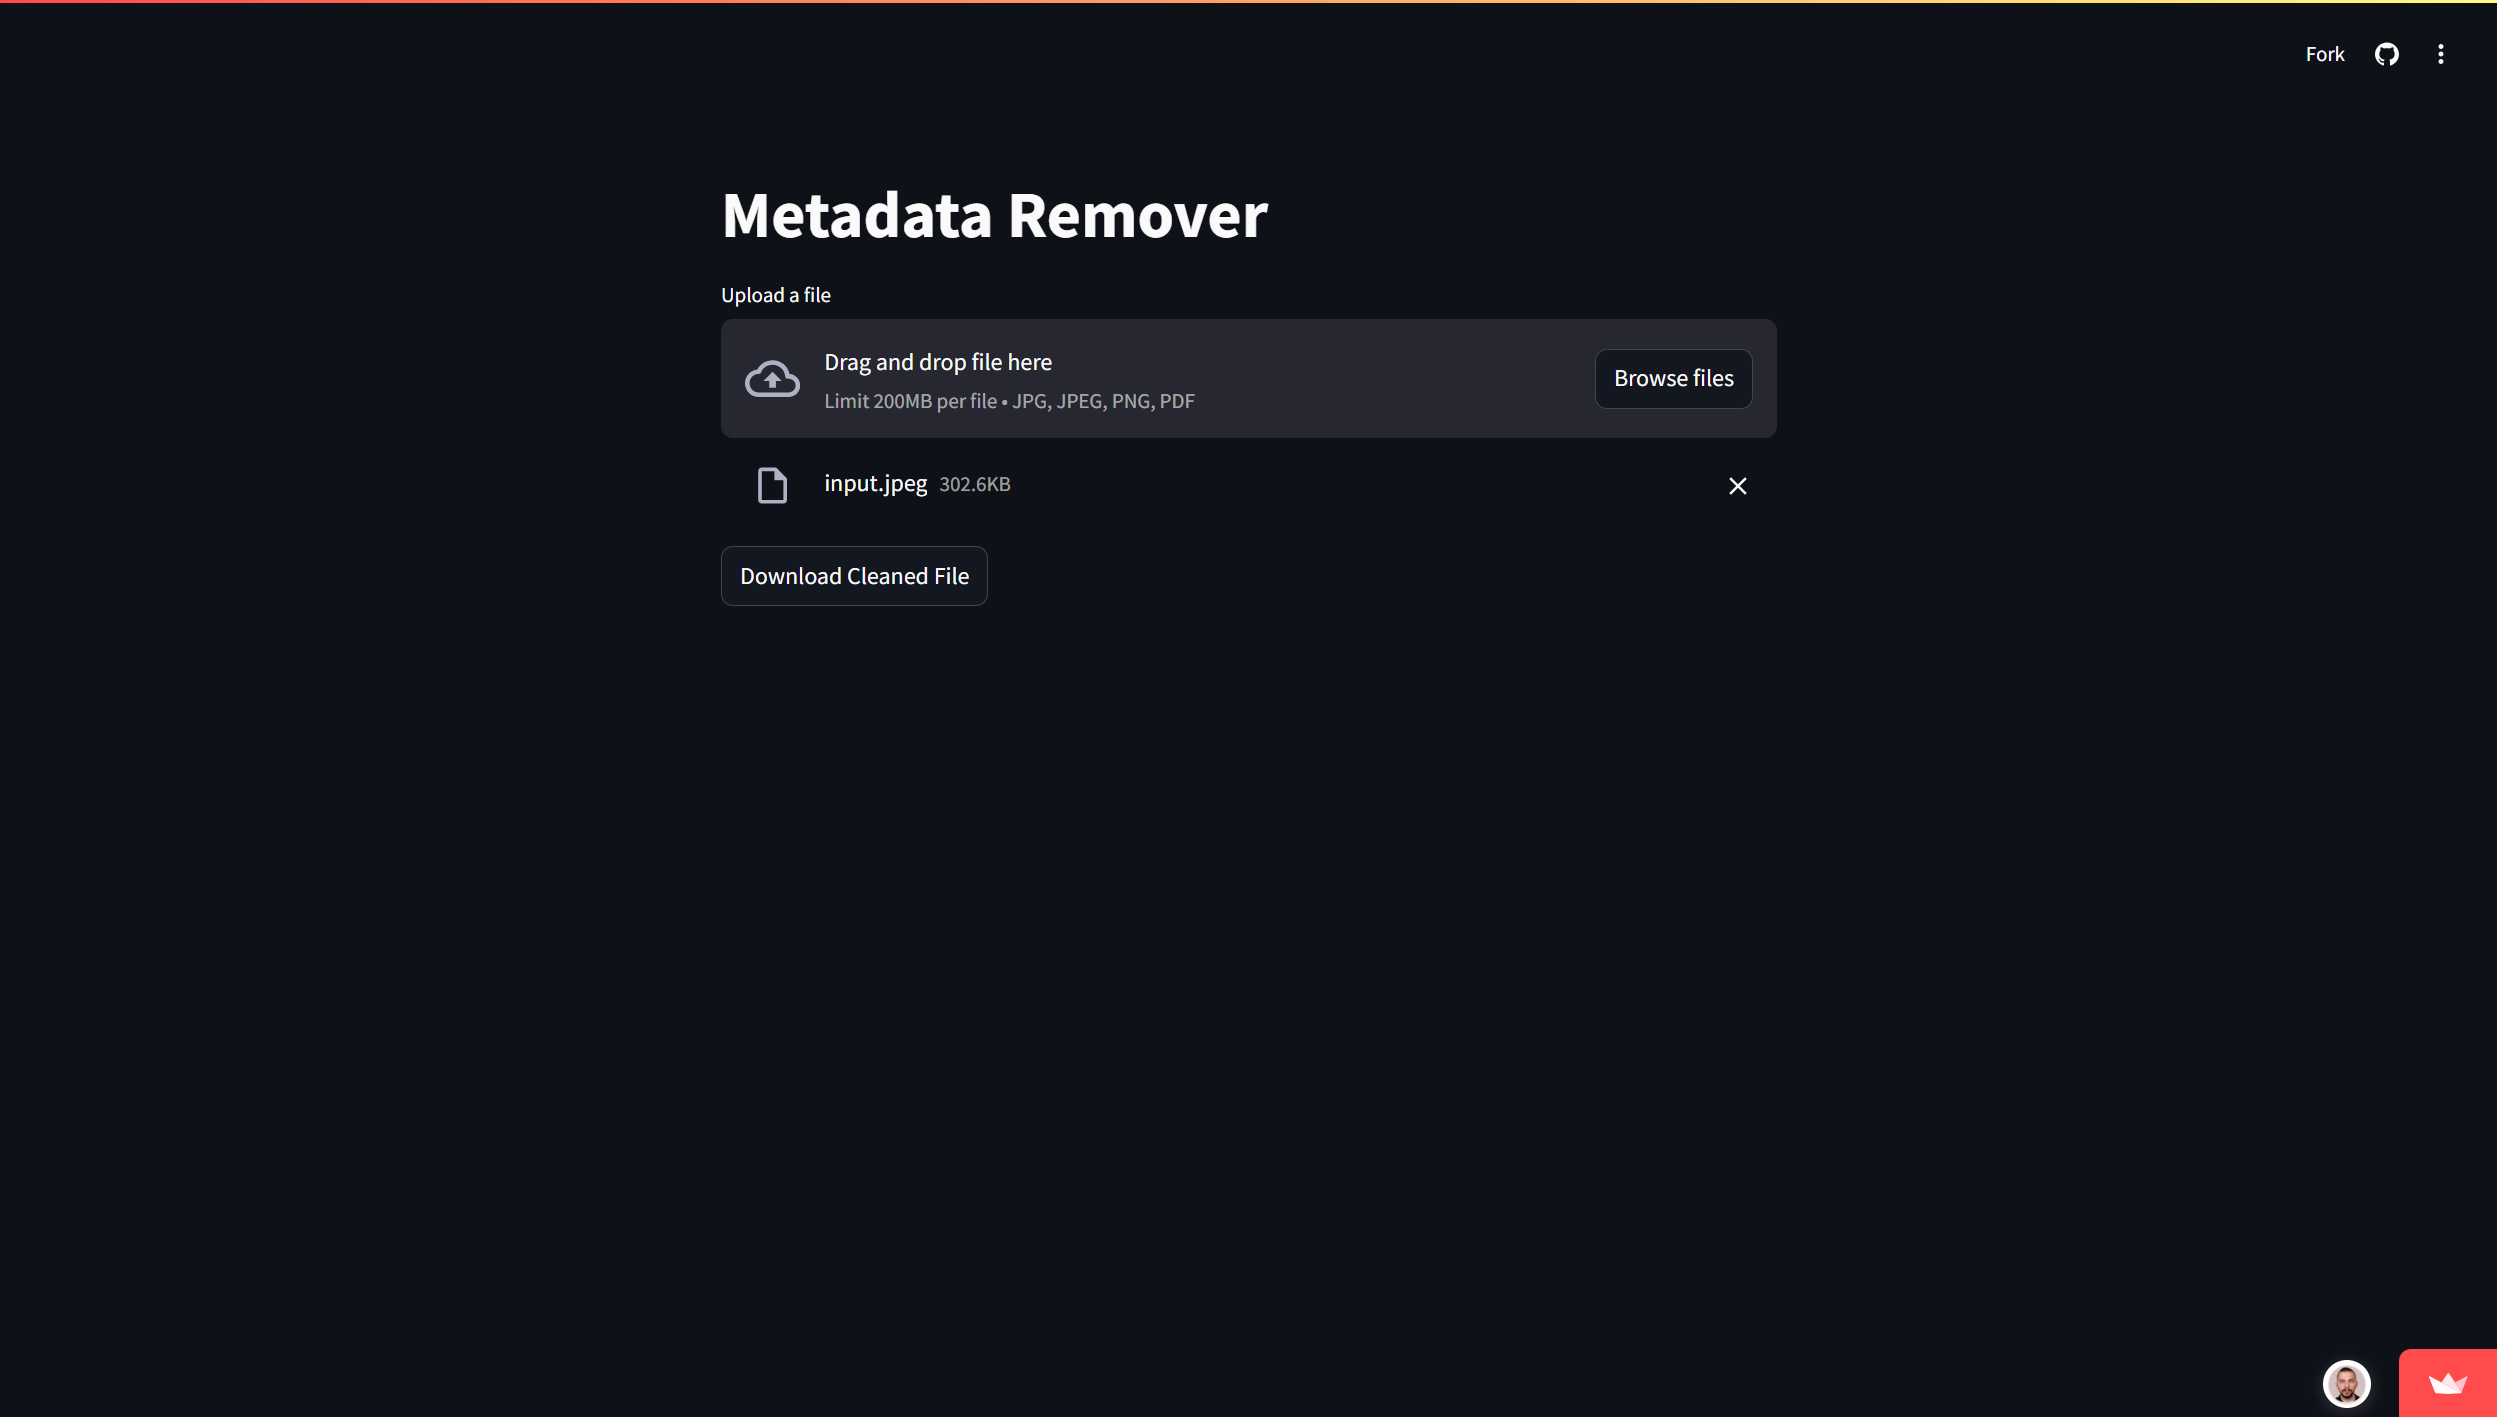 Fork
Metadata Remover
Upload a file
Drag and drop file here
Limit 200MB per file • JPG, JPEG, PNG, PDF
Browse files
input.jpeg 302.6KB
Download Cleaned File